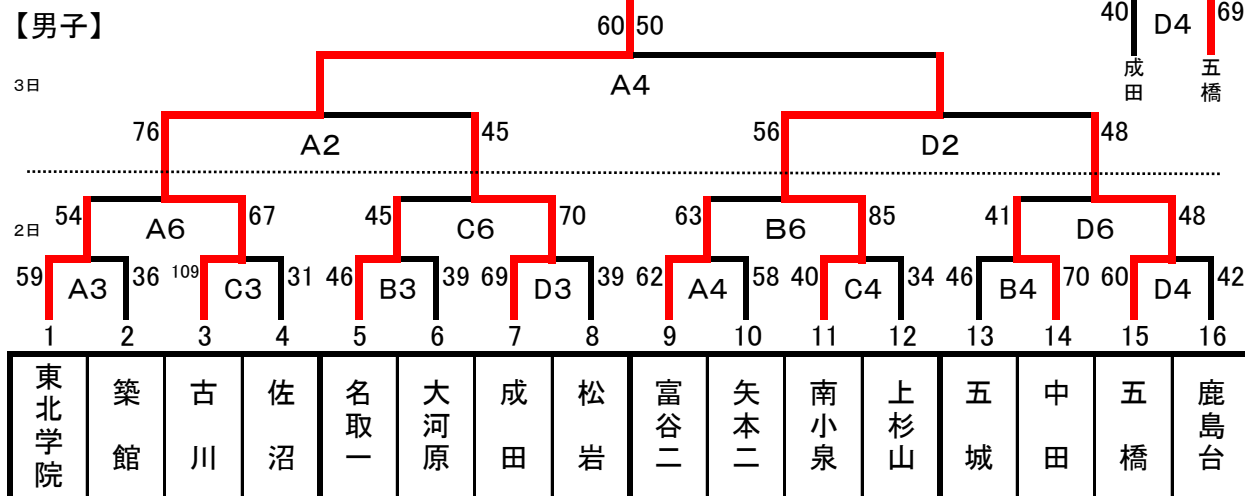 【男子】
60 50
40 D4 69
成田 五橋
3日
A4
76 45 56 48
A2 D2
54 67 45 70 63 85 41 48
2日
A6 C6 B6 D6
59 36 109 31 46 39 69 39 62 58 40 34 46 70 60 42
A3 C3 B3 D3 A4 C4 B4 D4
1 2 3 4 5 6 7 8 9 10 11 12 13 14 15 16
東北学院 築館 古川 佐沼 名取一 大河原 成田 松岩 富谷二 矢本二 南小泉 上杉山 五城 中田 五橋 鹿島台